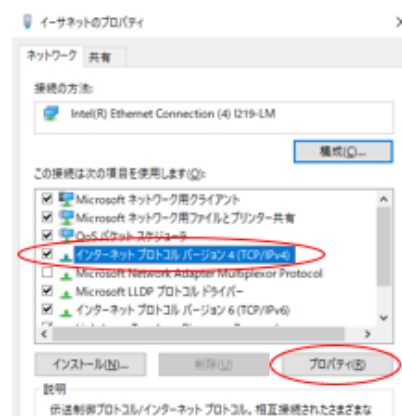 イーサネットのプロパティ
ネットワーク 共有
接続の方法:
Intel(R) Ethernet Connection (4) I219-LM
構成(C)...
この接続は次の項目を使用します(O):
Microsoft ネットワーク用クライアント
Microsoft ネットワーク用ファイルとプリンター共有
QoS パケット スケジューラ
インターネット プロトコル バージョン 4 (TCP/IPv4)
Microsoft Network Adapter Multiplexor Protocol
Microsoft LLDP プロトコル ドライバー
インターネット プロトコル バージョン 6 (TCP/IPv6)
インストール(N)... 削除(U) プロパティ(R)
説明
伝送制御プロトコル/インターネット プロトコル。相互接続されたさまざまな